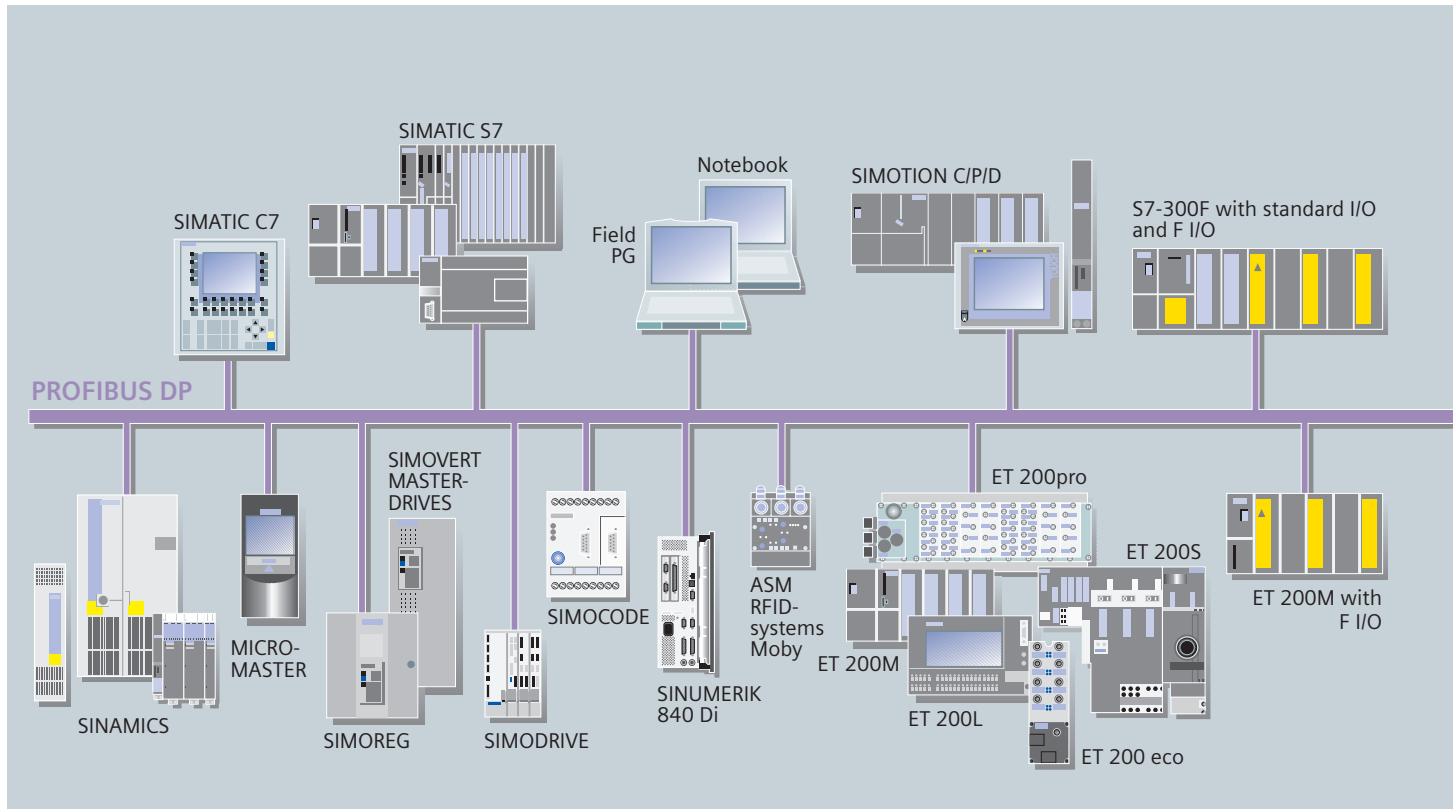 SIMATIC S7
Notebook
SIMOTION C/P/D
SIMATIC C7
Field
PG
S7-300F with standard I/O
and F I/O
PROFIBUS DP
SIMOVERT
MASTER-
DRIVES
ET 200pro
ET 200S
SIMOCODE
ASM
RFID-
systems
Moby
ET 200M with
F I/O
MICRO-
MASTER
ET 200M
SINUMERIK
840 Di
SINAMICS
SIMOREG
SIMODRIVE
ET 200L
ET 200 eco